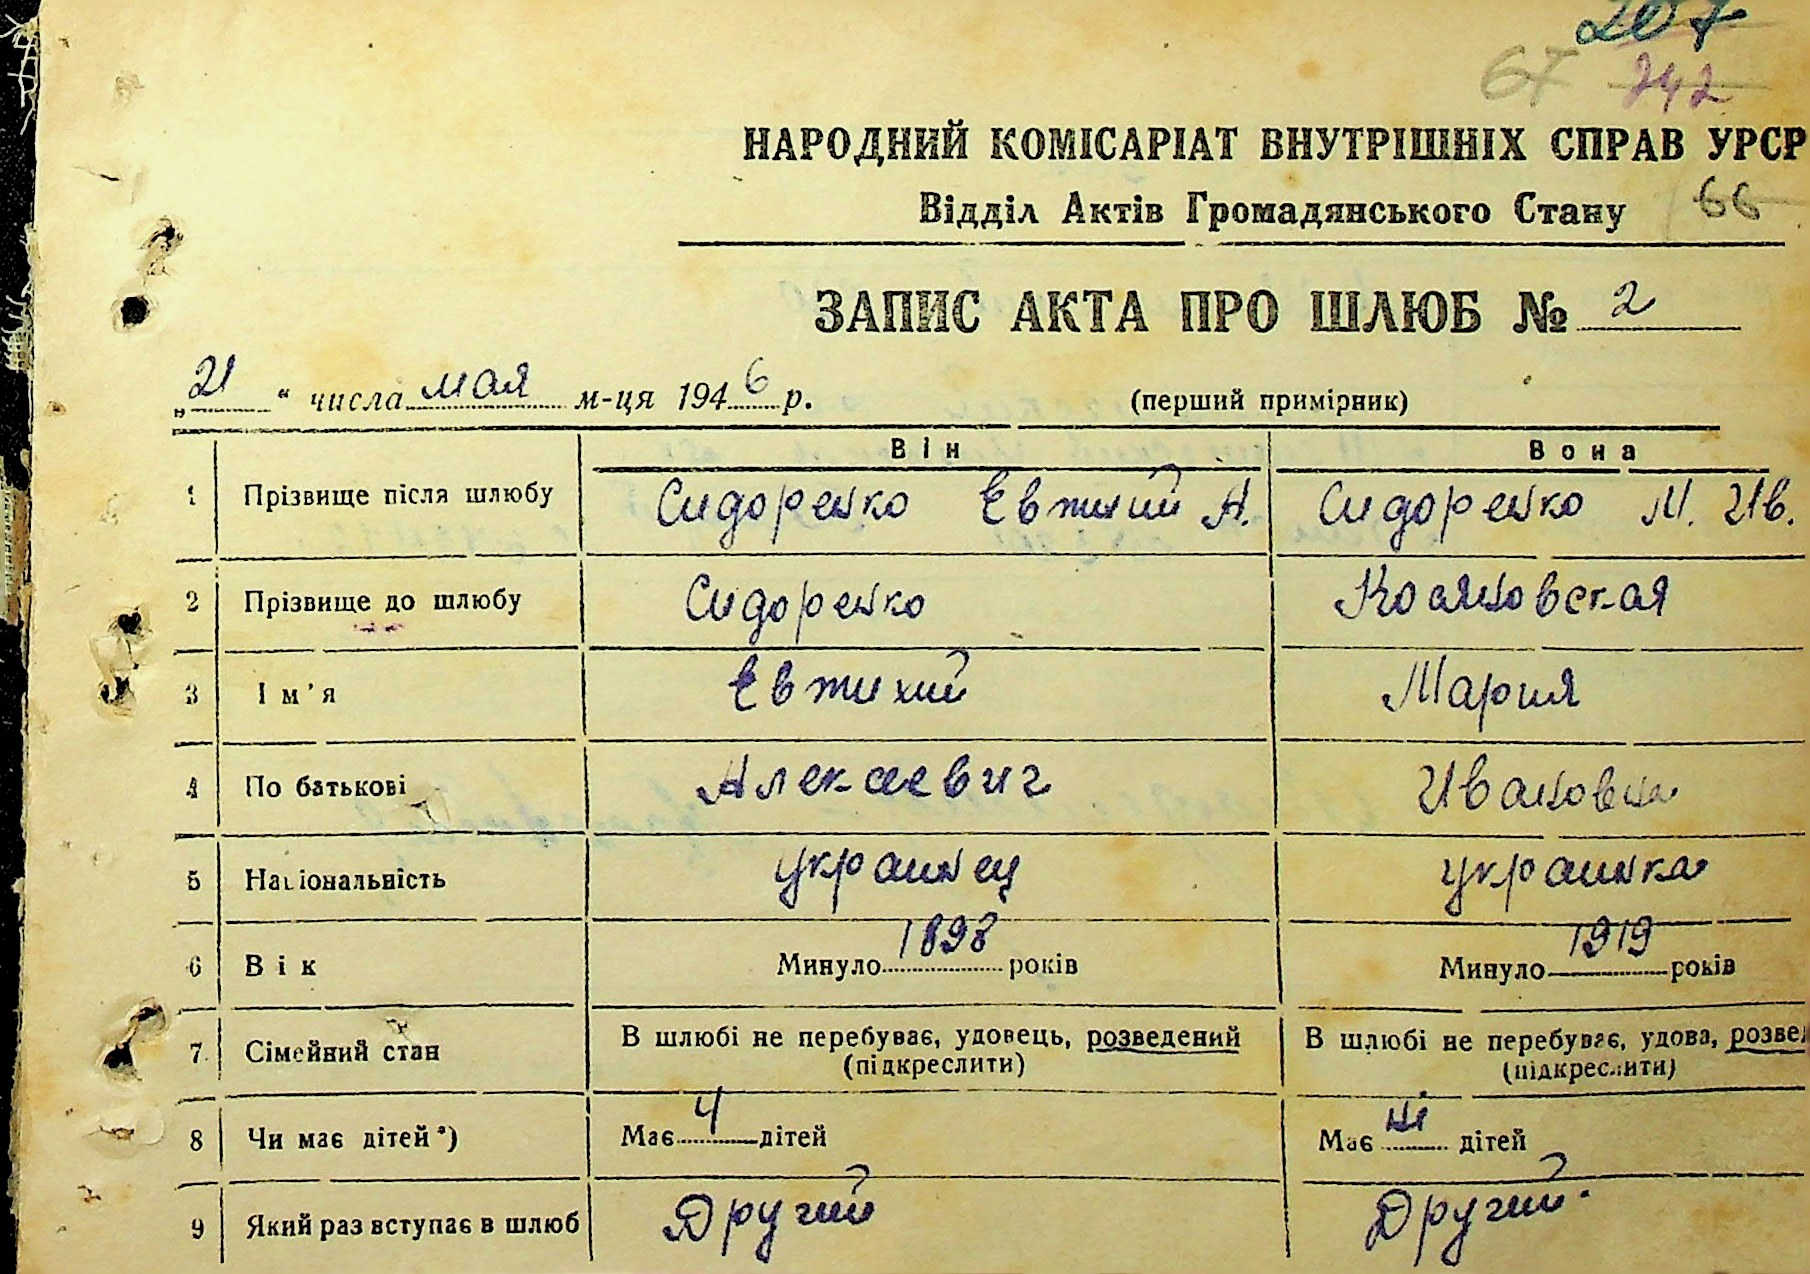 207
67 242
НАРОДНИЙ КОМІСАРІАТ ВНУТРІШНІХ СПРАВ УРСР
Відділ Актів Громадянського Стану 66
ЗАПИС АКТА ПРО ШЛЮБ № 2
„21“ числа мая м-ця 1946 р. (перший примірник)
Він Вона
1 Прізвище після шлюбу Сидоренко Евтихий А. Сидоренко М. Ив.
2 Прізвище до шлюбу Сидоренко
3 Ім'я Евтихий Мария
4 По батькові Алексеевич Ивановна
5 Національність украинец украинка
6 Вік Минуло 1898 років Минуло 1919 років
7 Сімейний стан В шлюбі не перебуває, удовець, розведений В шлюбі не перебуває, удова, розве
(підкреслити) (підкреслити)
8 Чи має дітей*) Має 4 дітей Має ні дітей
9 Який раз вступає в шлюб Другий Другий.